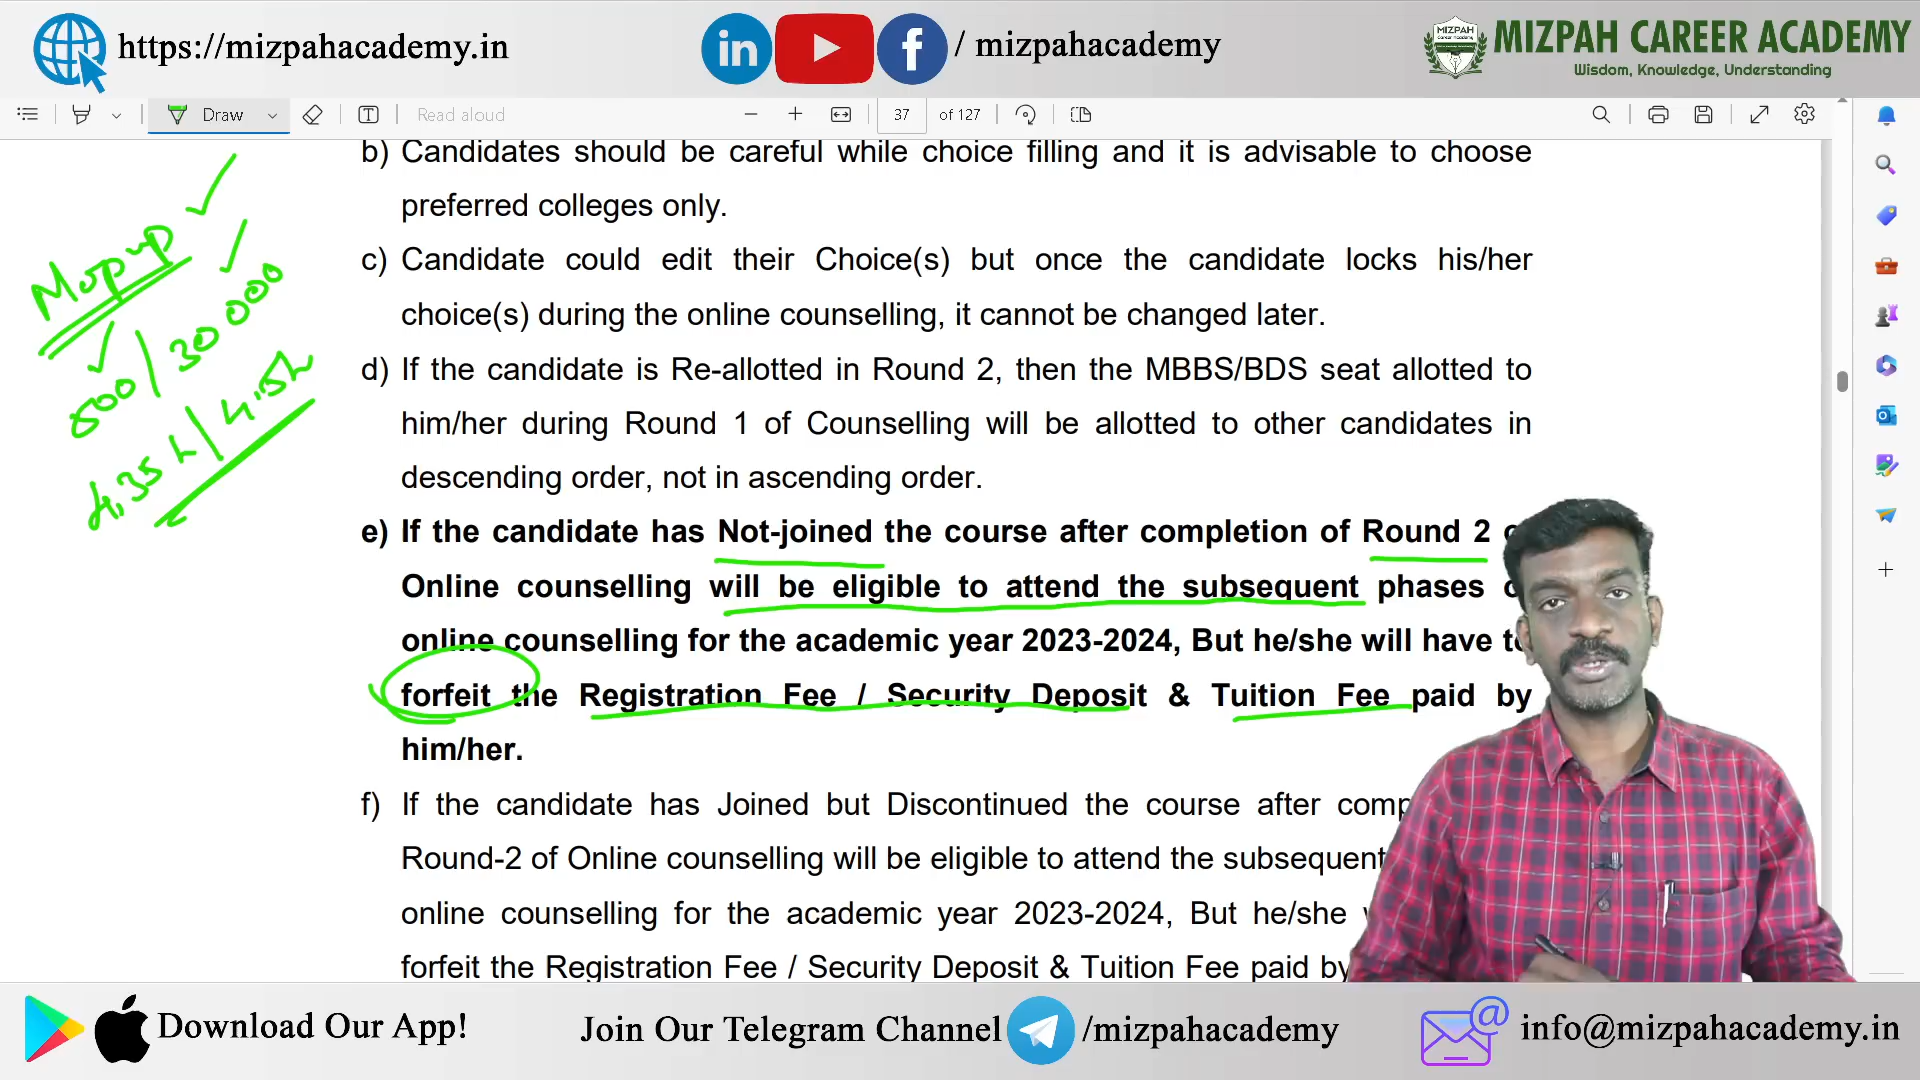 https://mizpahacademy.in
/ mizpahacademy
MIZPAH
Career Academy
MIZPAH CAREER ACADEMY
Wisdom, Knowledge, Understanding
Draw
Read aloud
37
of 127
b) Candidates should be careful while choice filling and it is advisable to choose
preferred colleges only.
c) Candidate could edit their Choice(s) but once the candidate locks his/her
choice(s) during the online counselling, it cannot be changed later.
d) If the candidate is Re-allotted in Round 2, then the MBBS/BDS seat allotted to
him/her during Round 1 of Counselling will be allotted to other candidates in
descending order, not in ascending order.
e) If the candidate has Not-joined the course after completion of Round 2
Online counselling will be eligible to attend the subsequent phases
online counselling for the academic year 2023-2024, But he/she will have to
forfeit the Registration Fee / Security Deposit & Tuition Fee paid by
him/her.
f) If the candidate has Joined but Discontinued the course after
Round-2 of Online counselling will be eligible to attend the subsequent
online counselling for the academic year 2023-2024, But he/she
forfeit the Registration Fee / Security Deposit & Tuition Fee paid by
Mopup
500/30000
4.35L/4.5L
Download Our App!
Join Our Telegram Channel /mizpahacademy
info@mizpahacademy.in